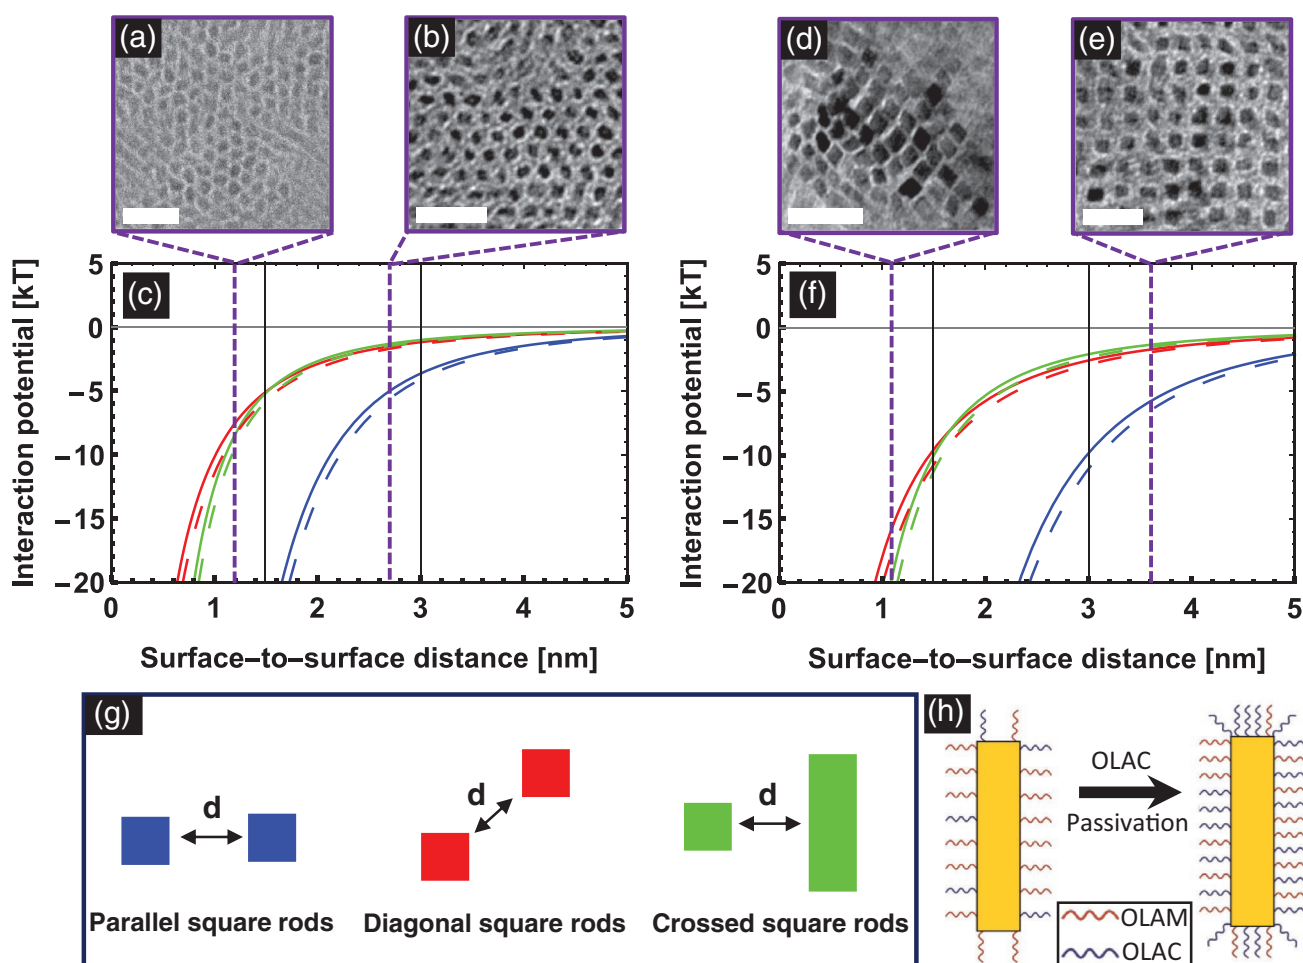 (a)
(b)
(d)
(e)
5
0
−5
−10
−15
−20
Interaction potential [kT]
(c)
0 1 2 3 4 5
Surface−to−surface distance [nm]
5
0
−5
−10
−15
−20
Interaction potential [kT]
(f)
0 1 2 3 4 5
Surface−to−surface distance [nm]
(g)
d
d
d
Parallel square rods
Diagonal square rods
Crossed square rods
(h)
OLAC
Passivation
OLAM
OLAC